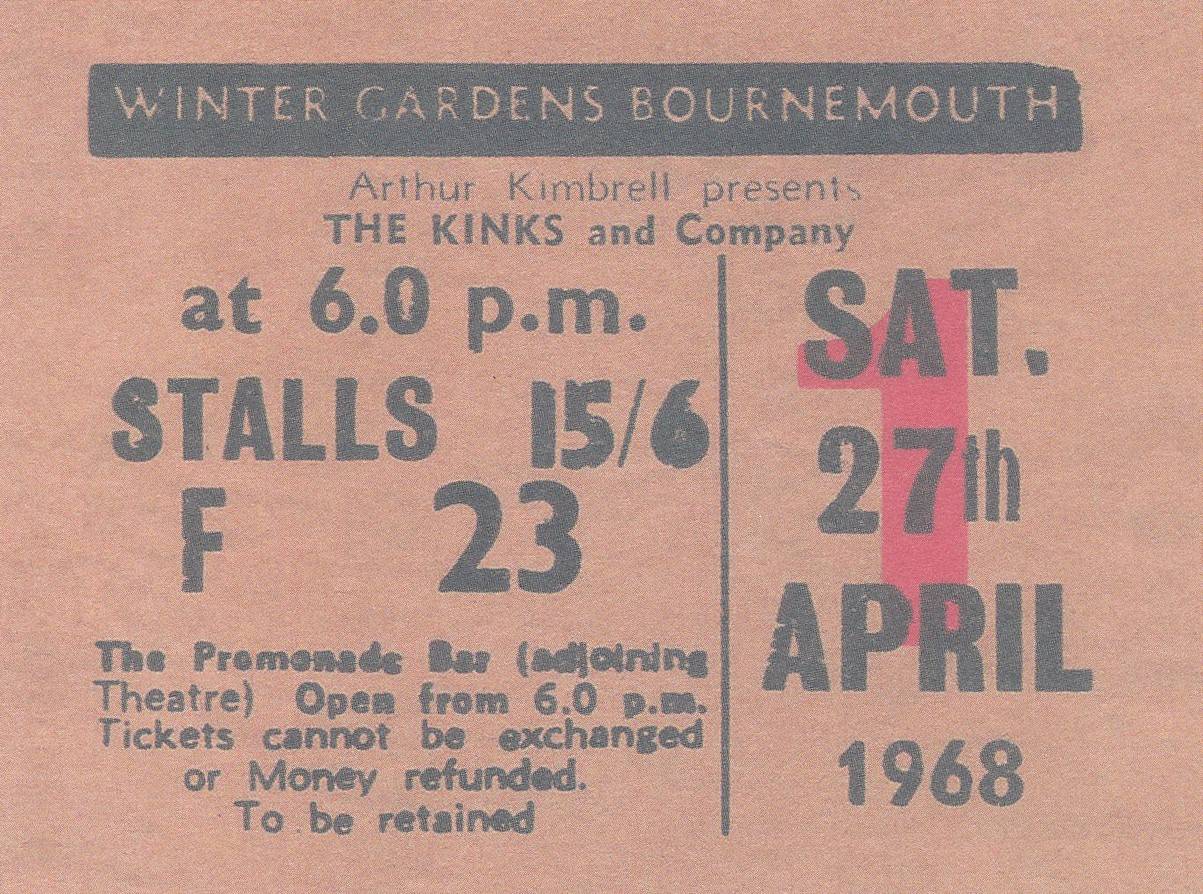 WINTER GARDENS BOURNEMOUTH
Arthur Kimbrell presents
THE KINKS and Company
at 6.0 p.m.
STALLS 15/6
F 23
The Promenade Bar (adjoining
Theatre) Open from 6.0 p.m.
Tickets cannot be exchanged
or Money refunded.
To be retained
1
SAT.
27th
APRIL
1968